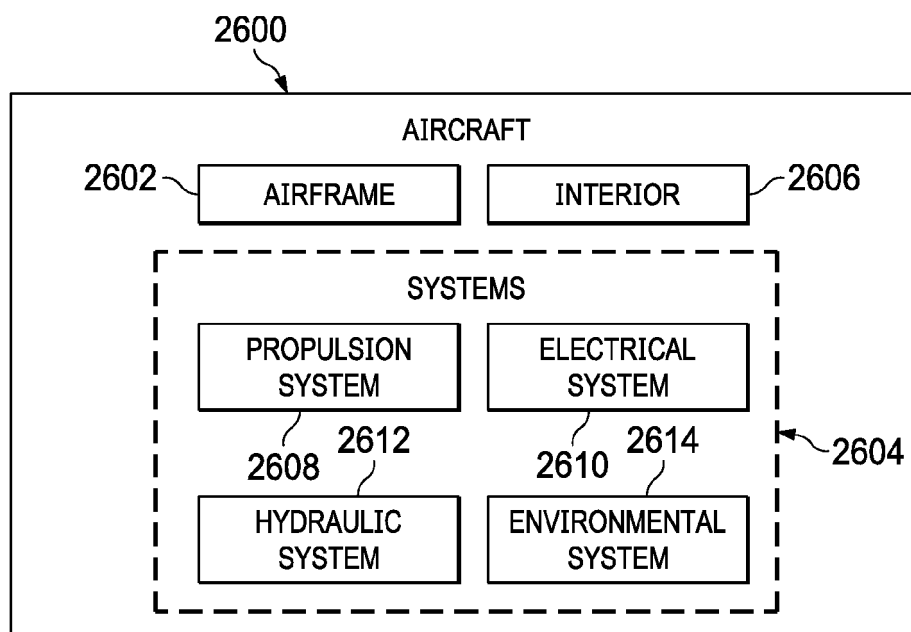 2600
AIRCRAFT
2602
AIRFRAME
INTERIOR
2606
SYSTEMS
PROPULSION
SYSTEM
ELECTRICAL
SYSTEM
2608
2612
2610
2614
2604
HYDRAULIC
SYSTEM
ENVIRONMENTAL
SYSTEM